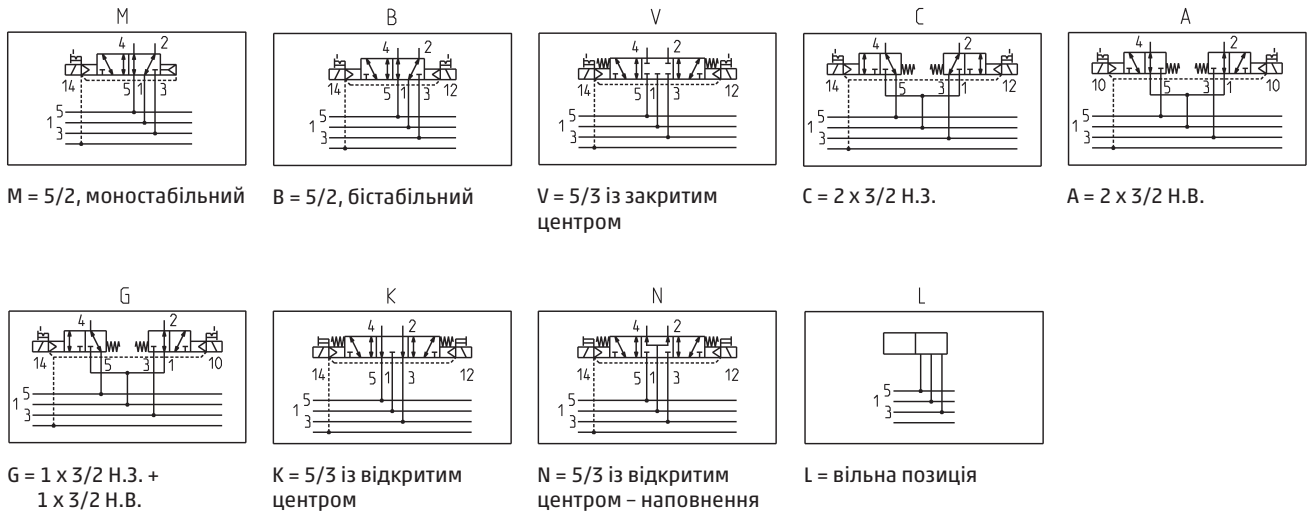 M
4 2
14 5 1 3
5
1
3
M = 5/2, моностабільний
B
4 2
14 5 1 3 12
5
1
3
B = 5/2, бістабільний
V
4 2
14 5 1 3 12
5
1
3
V = 5/3 із закритим
центром
C
4 2
14 5 3 1 12
5
1
3
C = 2 x 3/2 Н.З.
A
4 2
10 5 3 1 10
5
1
3
A = 2 x 3/2 Н.В.
G
4 2
14 5 3 1 10
5
1
3
G = 1 x 3/2 Н.З. +
1 x 3/2 Н.В.
K
4 2
14 5 1 3 12
5
1
3
K = 5/3 із відкритим
центром
N
4 2
14 5 1 3 12
5
1
3
N = 5/3 із відкритим
центром – наповнення
L
5
1
3
L = вільна позиція